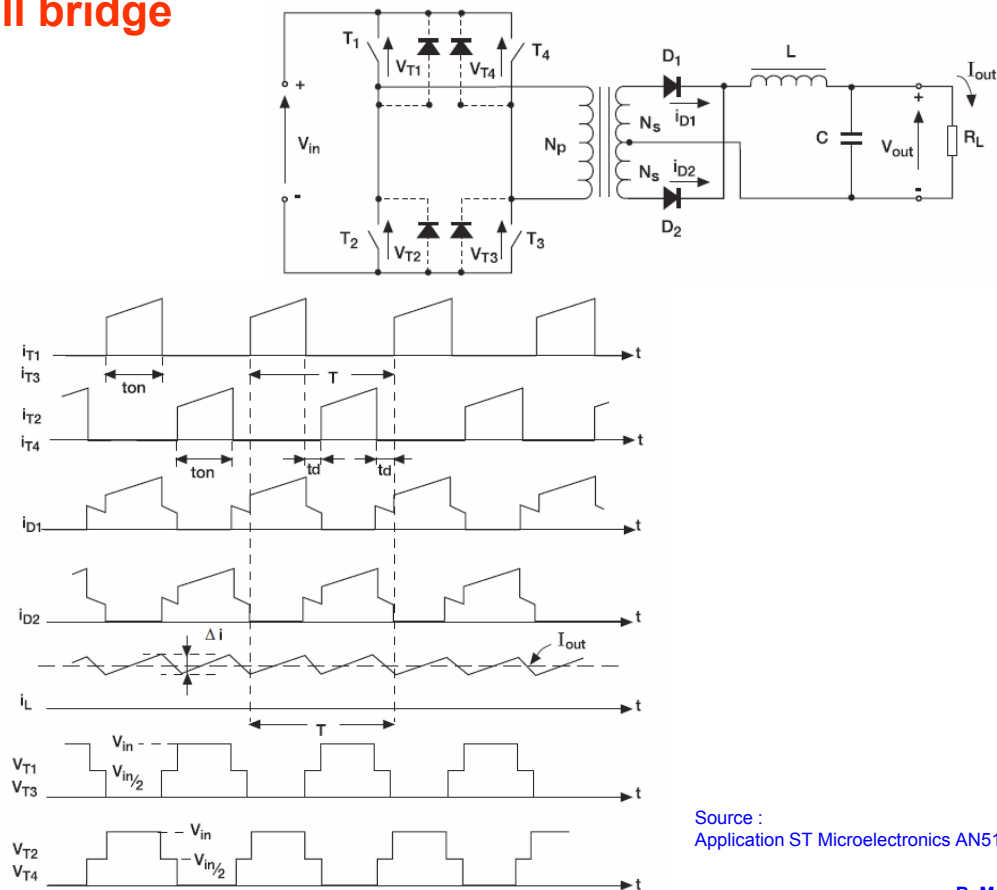 ll bridge
T1
VT1
VT4
T4
D1
L
Iout
+
iD1
+
Vin
Np
Ns
C
Vout
RL
Ns
iD2
-
-
T2
VT2
VT3
T3
D2
iT1
t
iT3
ton
T
iT2
iT4
t
ton
td
td
iD1
t
iD2
t
Δ i
Iout
iL
t
T
Vin
VT1
Vin/2
VT3
t
Vin
VT2
Vin/2
VT4
t
Source :
Application ST Microelectronics AN51